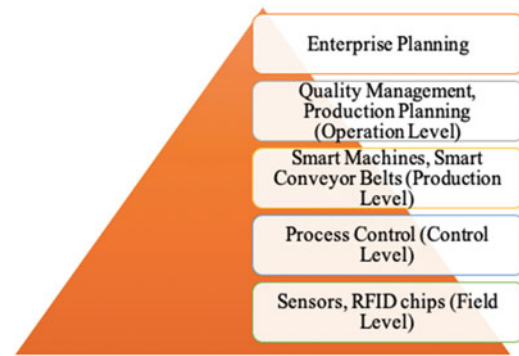 Enterprise Planning
Quality Management,
Production Planning
(Operation Level)
Smart Machines, Smart
Conveyor Belts (Production
Level)
Process Control (Control
Level)
Sensors, RFID chips (Field
Level)